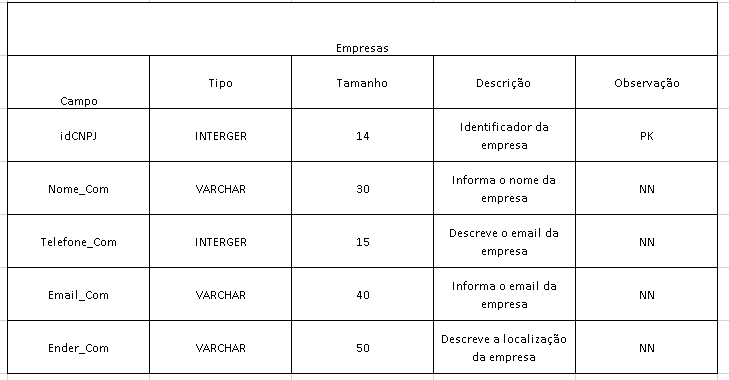 Empresas
Campo Tipo Tamanho Descrição Observação
idCNPJ INTERGER 14 Identificador da
empresa PK
Nome_Com VARCHAR 30 Informa o nome da
empresa NN
Telefone_Com INTERGER 15 Descreve o email da
empresa NN
Email_Com VARCHAR 40 Informa o email da
empresa NN
Ender_Com VARCHAR 50 Descreve a localização
da empresa NN